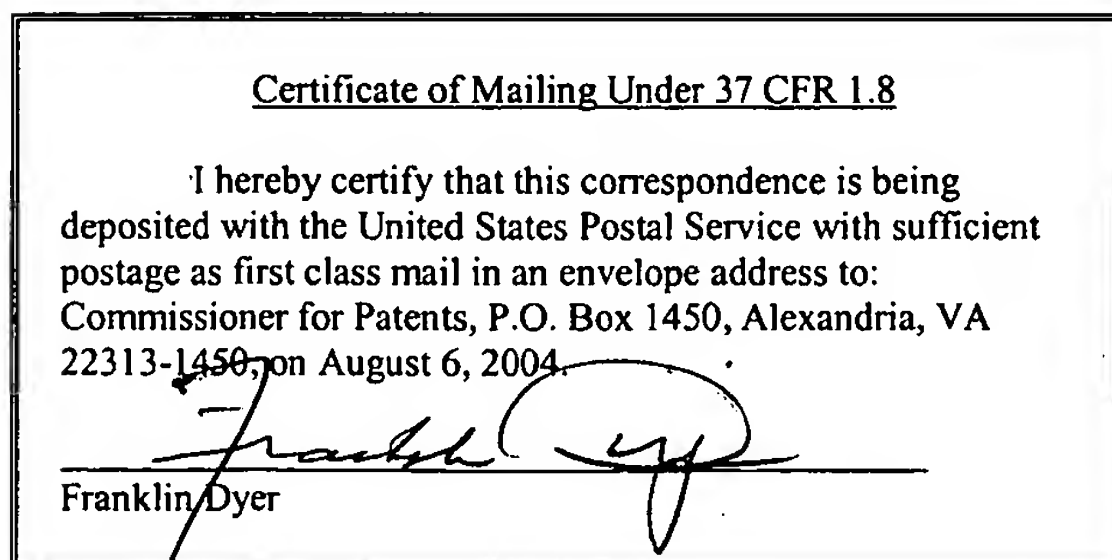 Certificate of Mailing Under 37 CFR 1.8
I hereby certify that this correspondence is being
deposited with the United States Postal Service with sufficient
postage as first class mail in an envelope address to:
Commissioner for Patents, P.O. Box 1450, Alexandria, VA
22313-1450, on August 6, 2004.
Franklin Dyer
Franklin Dyer